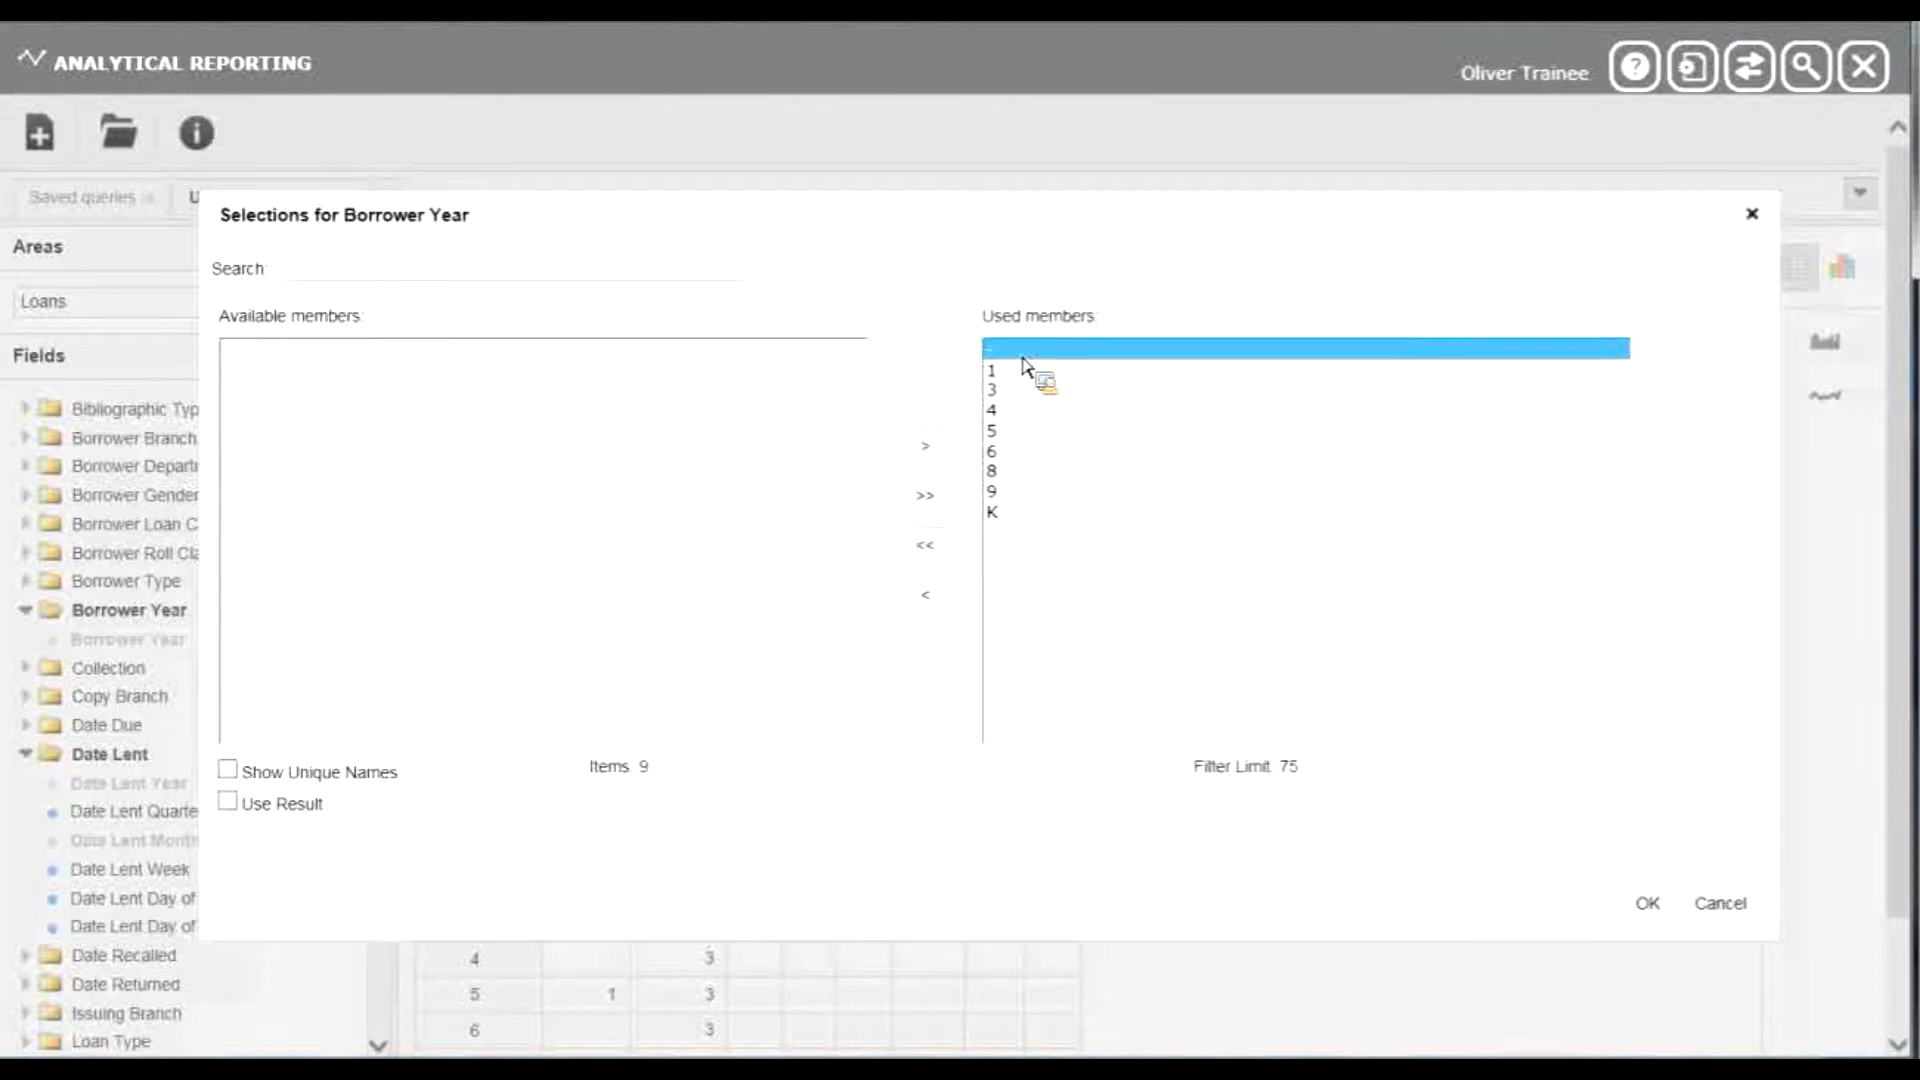 ANALYTICAL REPORTING
Oliver Trainee
Saved queries
U
Selections for Borrower Year
Areas
Search:
Loans
Available members:
Used members:
Fields
-
1
3
4
5
6
8
9
K
>
>>
<<
<
Bibliographic Typ
Borrower Branch
Borrower Departr
Borrower Gender
Borrower Loan C
Borrower Roll Cla
Borrower Type
Borrower Year
Borrower Year
Collection
Copy Branch
Date Due
Date Lent
Date Lent Year
Date Lent Quarte
Date Lent Month
Date Lent Week
Date Lent Day of
Date Lent Day of
Date Recalled
Date Returned
Issuing Branch
Loan Type
Show Unique Names
Items: 9
Filter Limit: 75
Use Result
OK Cancel
4 3
5 1 3
6 3